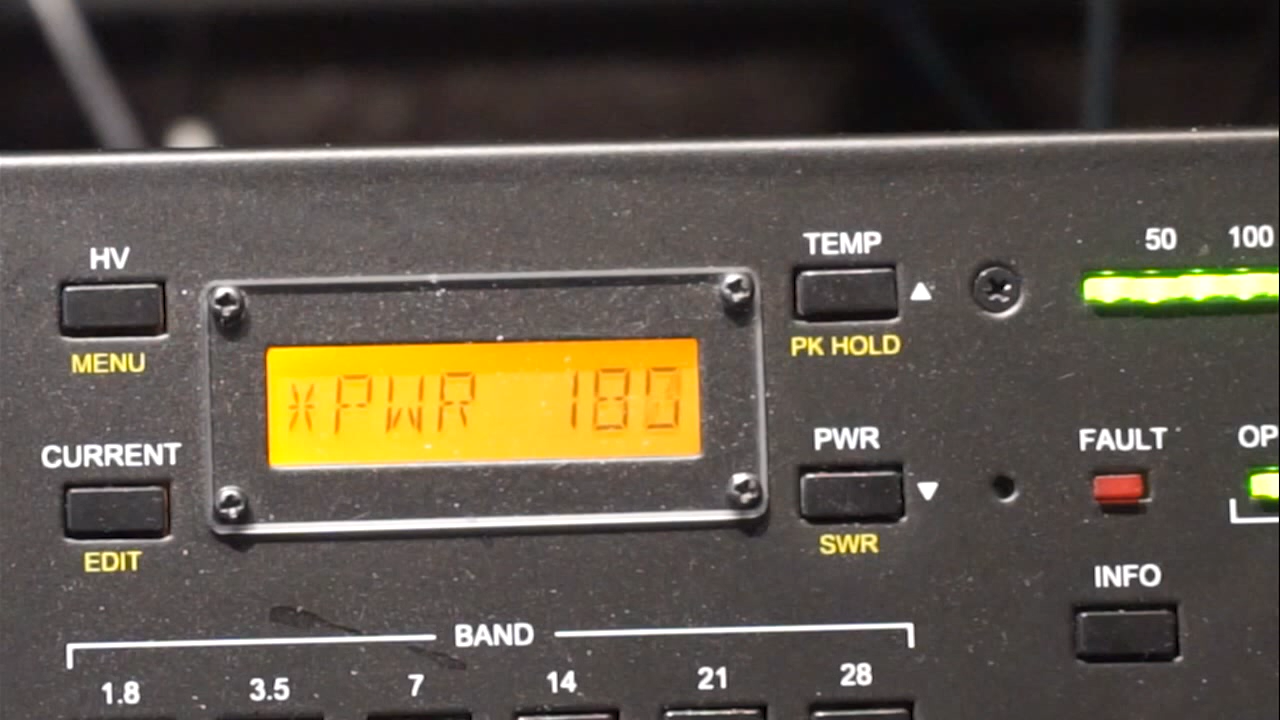 HV
TEMP
50 100
MENU
PK HOLD
*PWR
CURRENT
PWR
FAULT
OP
EDIT
SWR
INFO
BAND
1.8 3.5 7 14 21 28